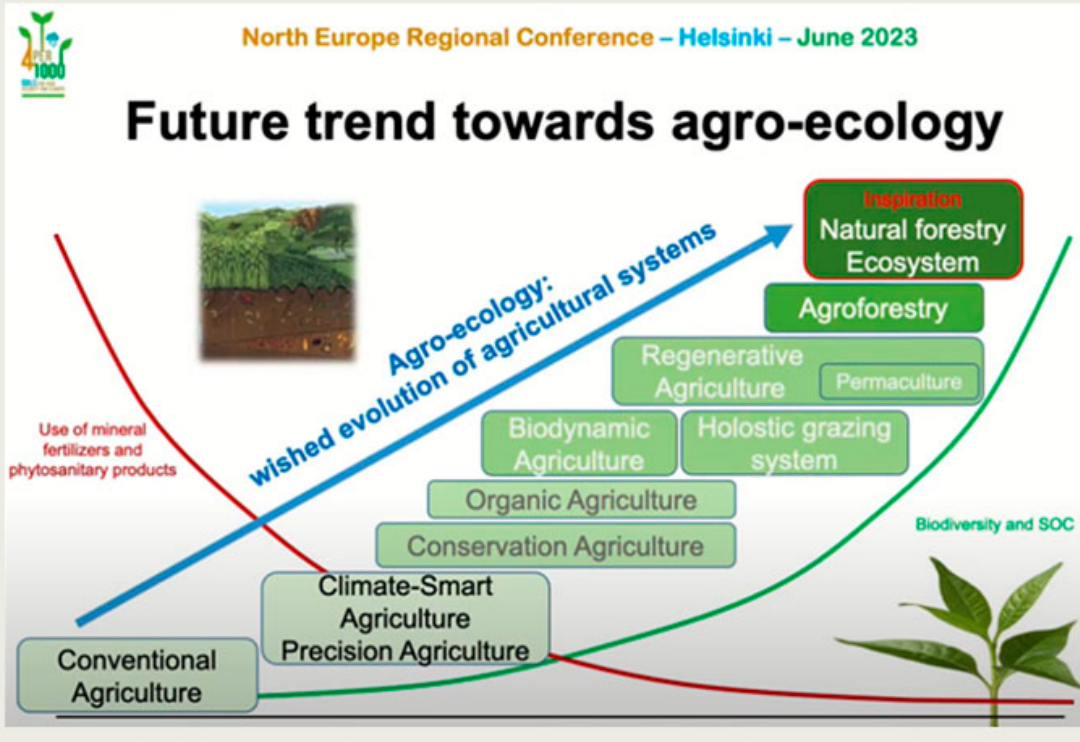 4PER
1000
North Europe Regional Conference – Helsinki – June 2023
Future trend towards agro-ecology
Inspiration
Natural forestry
Ecosystem
Agroforestry
Agro-ecology:
wished evolution of agricultural systems
Regenerative
Agriculture
Permaculture
Use of mineral
fertilizers and
phytosanitary products
Biodynamic
Agriculture
Holostic grazing
system
Organic Agriculture
Biodiversity and SOC
Conservation Agriculture
Climate-Smart
Agriculture
Precision Agriculture
Conventional
Agriculture